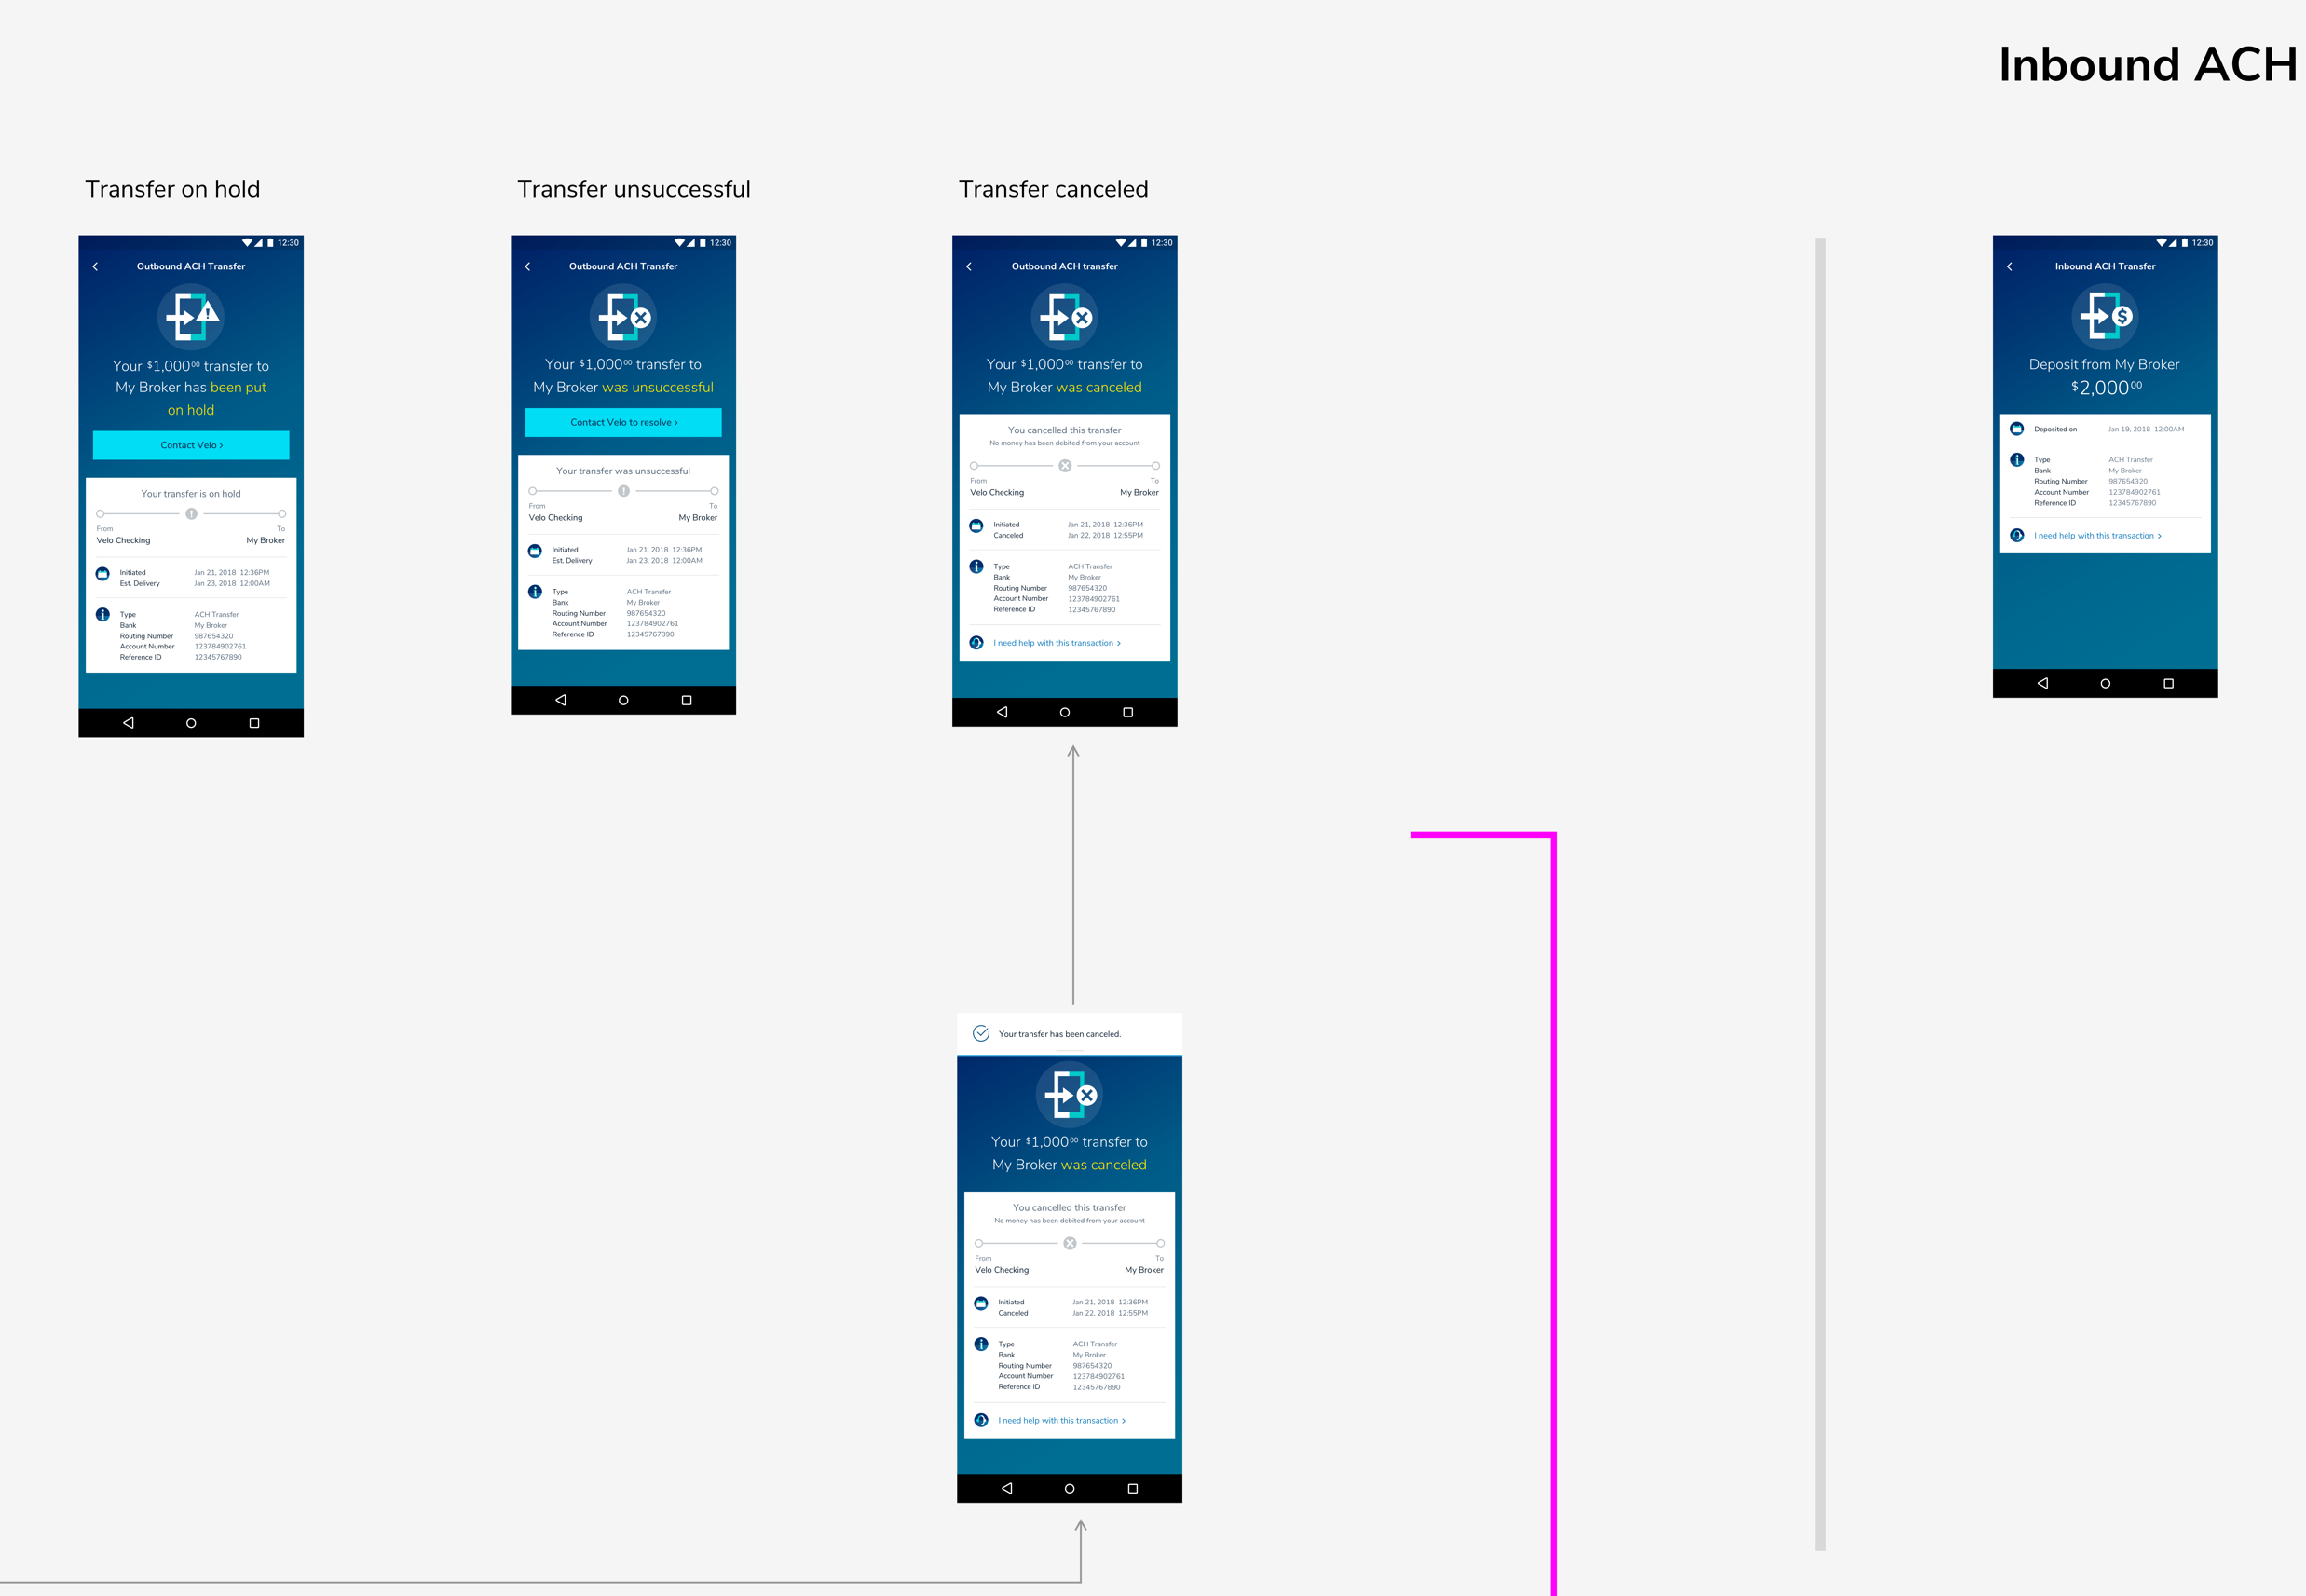 Inbound ACH
Transfer on hold
12:30
Outbound ACH Transfer
Your $1,000⁰⁰ transfer to
My Broker has been put
on hold
Contact Velo >
Your transfer is on hold
From To
Velo Checking My Broker
Initiated Jan 21, 2018 12:36PM
Est. Delivery Jan 23, 2018 12:00AM
Type ACH Transfer
Bank My Broker
Routing Number 987654320
Account Number 123784902761
Reference ID 12345767890
Transfer unsuccessful
12:30
Outbound ACH Transfer
Your $1,000⁰⁰ transfer to
My Broker was unsuccessful
Contact Velo to resolve >
Your transfer was unsuccessful
From To
Velo Checking My Broker
Initiated Jan 21, 2018 12:36PM
Est. Delivery Jan 23, 2018 12:00AM
Type ACH Transfer
Bank My Broker
Routing Number 987654320
Account Number 123784902761
Reference ID 12345767890
Transfer canceled
12:30
Outbound ACH transfer
Your $1,000⁰⁰ transfer to
My Broker was canceled
You cancelled this transfer
No money has been debited from your account
From To
Velo Checking My Broker
Initiated Jan 21, 2018 12:36PM
Canceled Jan 22, 2018 12:55PM
Type ACH Transfer
Bank My Broker
Routing Number 987654320
Account Number 123784902761
Reference ID 12345767890
I need help with this transaction >
12:30
Inbound ACH Transfer
Deposit from My Broker
$2,000⁰⁰
Deposited on Jan 19, 2018 12:00AM
Type ACH Transfer
Bank My Broker
Routing Number 987654320
Account Number 123784902761
Reference ID 12345767890
I need help with this transaction >
Your transfer has been canceled.
Your $1,000⁰⁰ transfer to
My Broker was canceled
You cancelled this transfer
No money has been debited from your account
From To
Velo Checking My Broker
Initiated Jan 21, 2018 12:36PM
Canceled Jan 22, 2018 12:55PM
Type ACH Transfer
Bank My Broker
Routing Number 987654320
Account Number 123784902761
Reference ID 12345767890
I need help with this transaction >